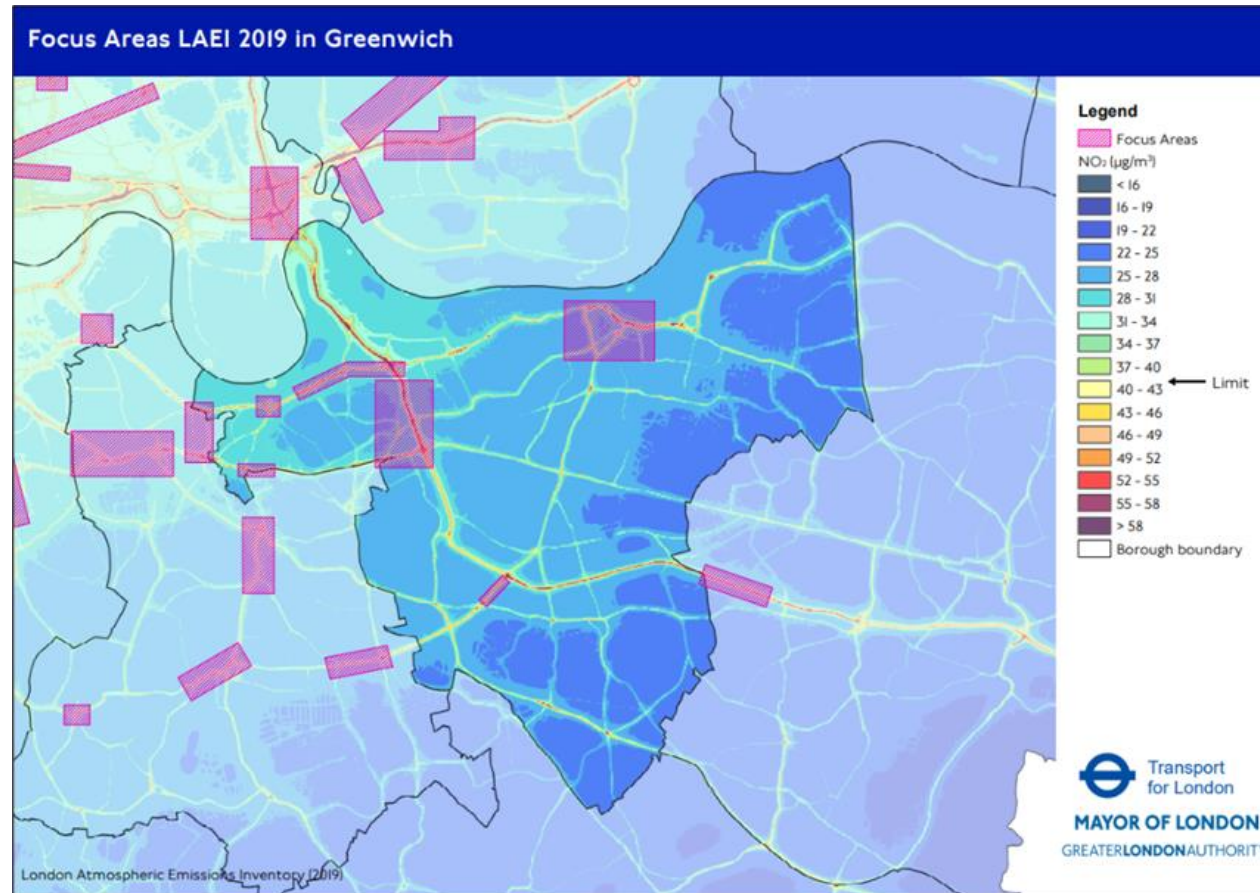 Focus Areas LAEI 2019 in Greenwich
Legend
Focus Areas
NO₂ (µg/m³)
< 16
16 - 19
19 - 22
22 - 25
25 - 28
28 - 31
31 - 34
34 - 37
37 - 40
40 - 43
Limit
43 - 46
46 - 49
49 - 52
52 - 55
55 - 58
> 58
Borough boundary
Transport
for London
MAYOR OF LONDON
GREATERLONDONAUTHORIT
London Atmospheric Emissions Inventory (2019)